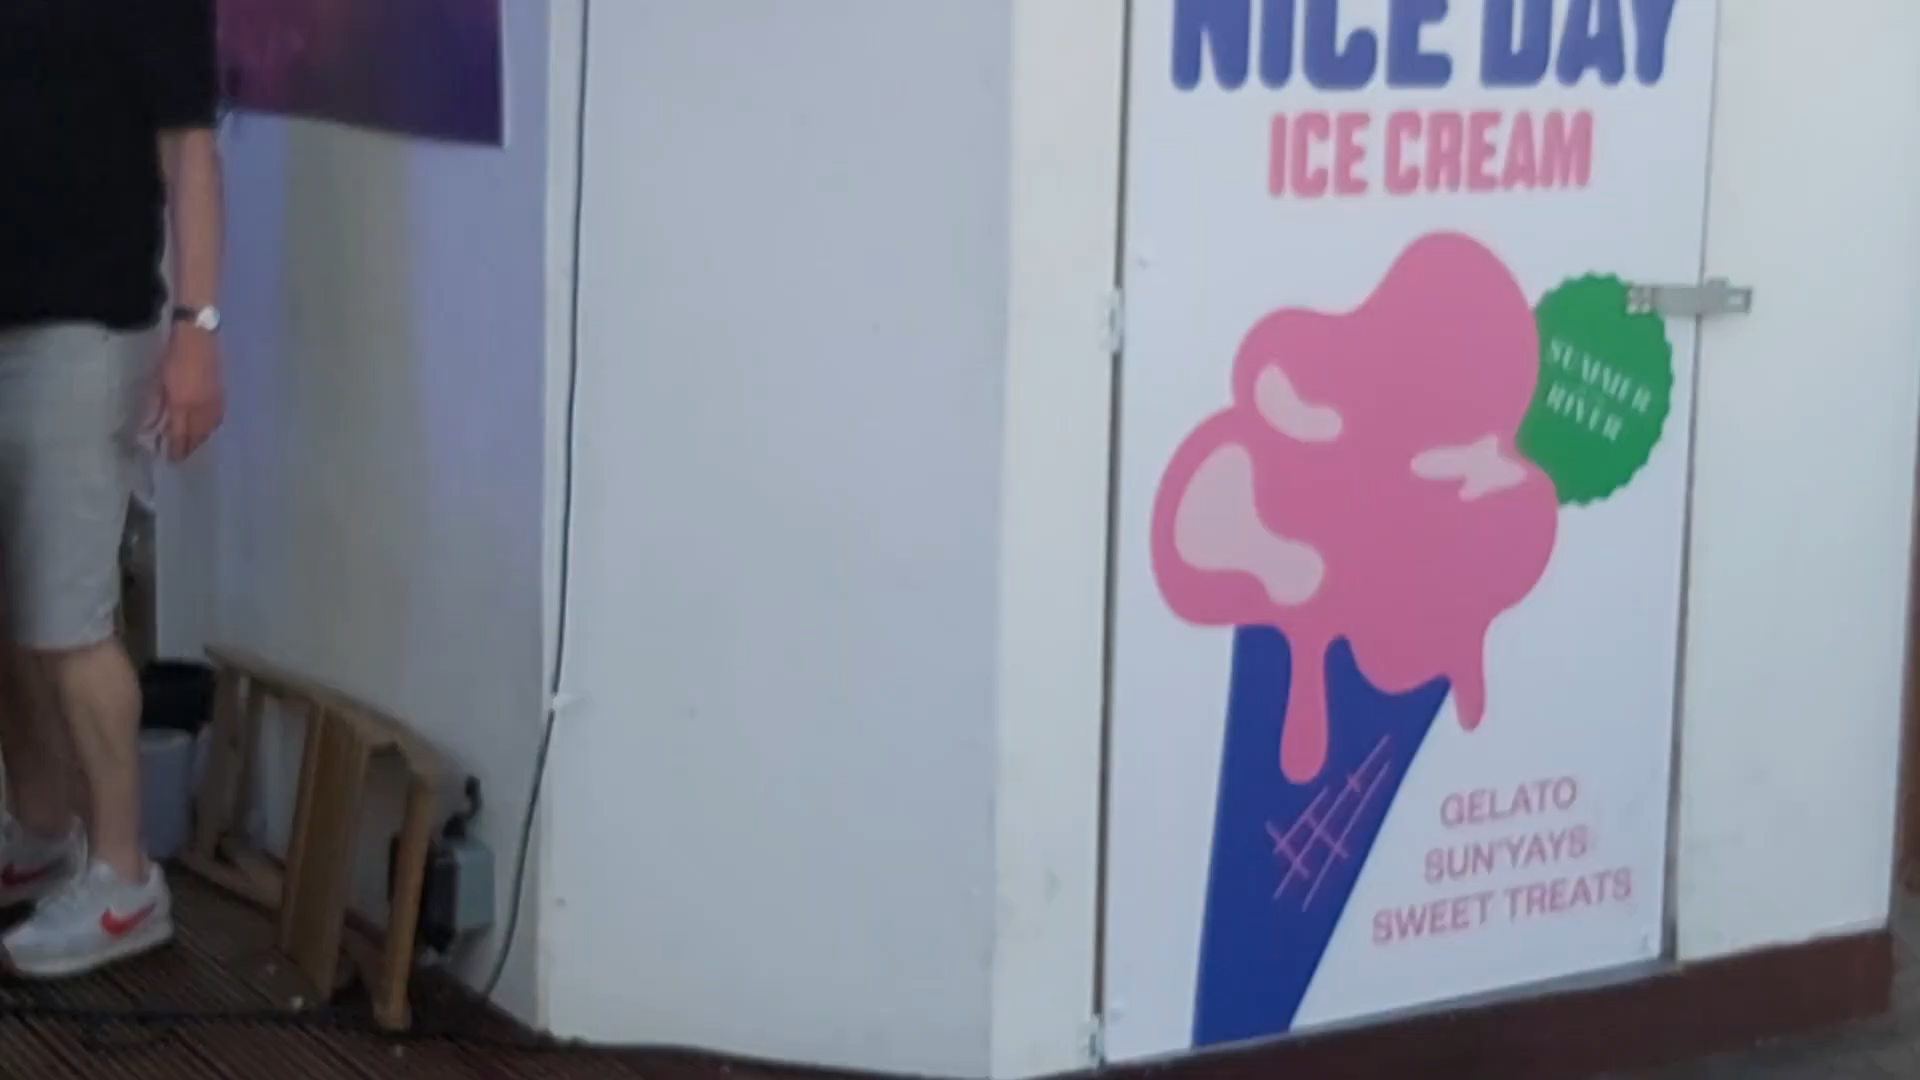 NICE DAY
ICE CREAM
SUMMER
RIVER
GELATO
SUN'YAYS
SWEET TREATS